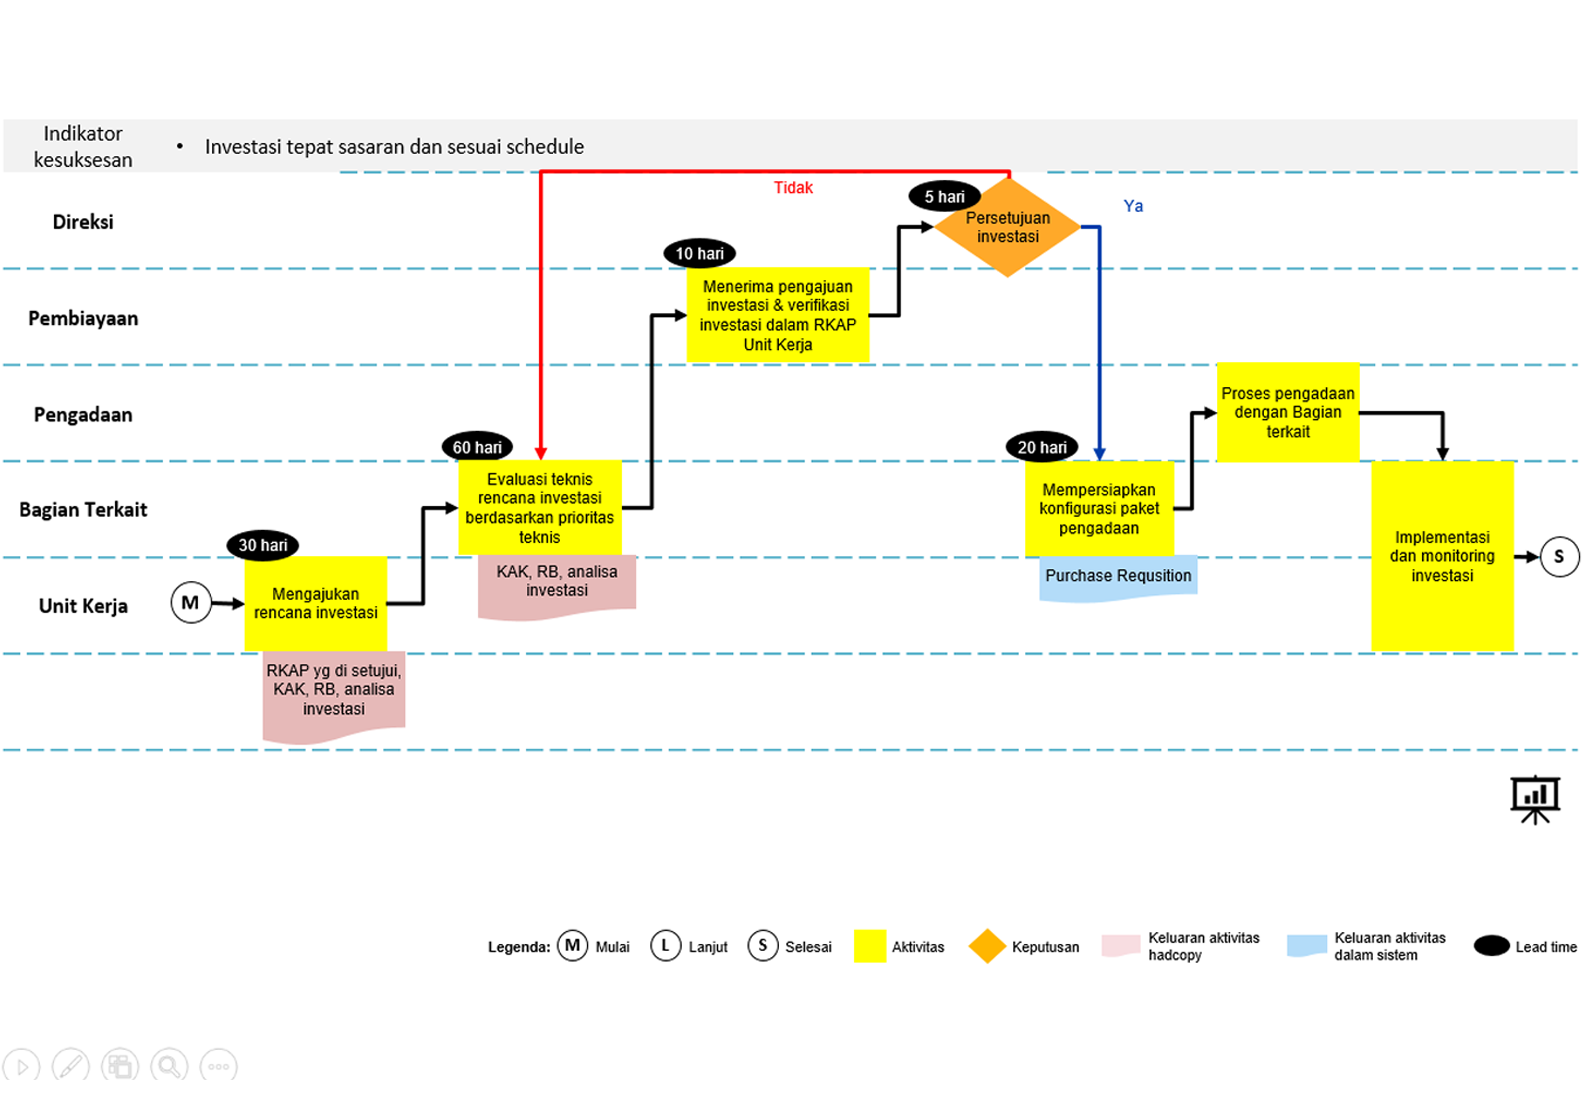 Indikator
kesuksesan
• Investasi tepat sasaran dan sesuai schedule
Tidak
Ya
Direksi
5 hari
Persetujuan
investasi
10 hari
Pembiayaan
Menerima pengajuan
investasi & verifikasi
investasi dalam RKAP
Unit Kerja
Pengadaan
Proses pengadaan
dengan Bagian
terkait
60 hari
20 hari
Bagian Terkait
Evaluasi teknis
rencana investasi
berdasarkan prioritas
teknis
Mempersiapkan
konfigurasi paket
pengadaan
Implementasi
dan monitoring
investasi
S
30 hari
KAK, RB, analisa
investasi
Purchase Requsition
Unit Kerja
M
Mengajukan
rencana investasi
RKAP yg di setujui,
KAK, RB, analisa
investasi
Legenda:
M
Mulai
L
Lanjut
S
Selesai
Aktivitas
Keputusan
Keluaran aktivitas
hadcopy
Keluaran aktivitas
dalam sistem
Lead time